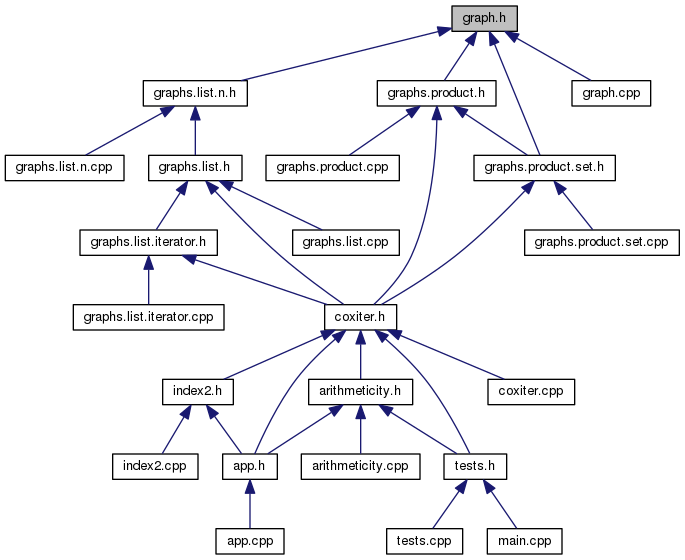 graph.h
graphs.list.n.h
graphs.product.h
graph.cpp
graphs.list.n.cpp
graphs.list.h
graphs.product.cpp
graphs.product.set.h
graphs.list.iterator.h
graphs.list.cpp
graphs.product.set.cpp
graphs.list.iterator.cpp
coxiter.h
index2.h
arithmeticity.h
coxiter.cpp
index2.cpp
app.h
arithmeticity.cpp
tests.h
app.cpp
tests.cpp
main.cpp